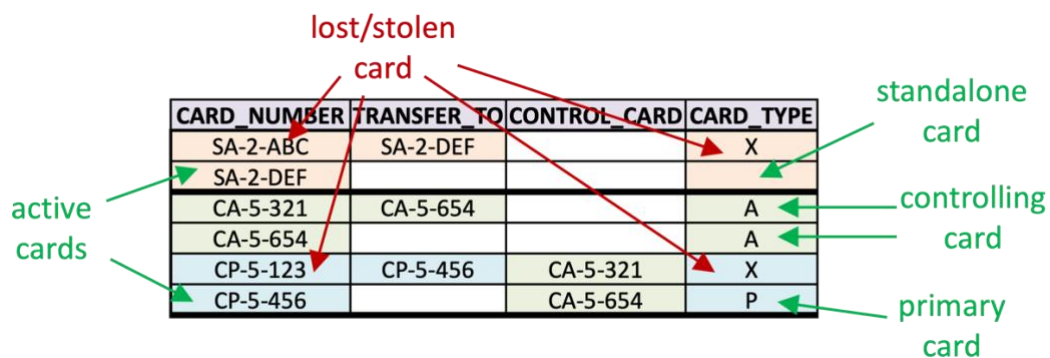 lost/stolen
card
standalone
card
CARD_NUMBER TRANSFER_TO CONTROL_CARD CARD_TYPE
SA-2-ABC SA-2-DEF X
SA-2-DEF
active
cards
CA-5-321 CA-5-654 A
controlling
card
CA-5-654 A
CP-5-123 CP-5-456 CA-5-321 X
CP-5-456 CA-5-654 P
primary
card